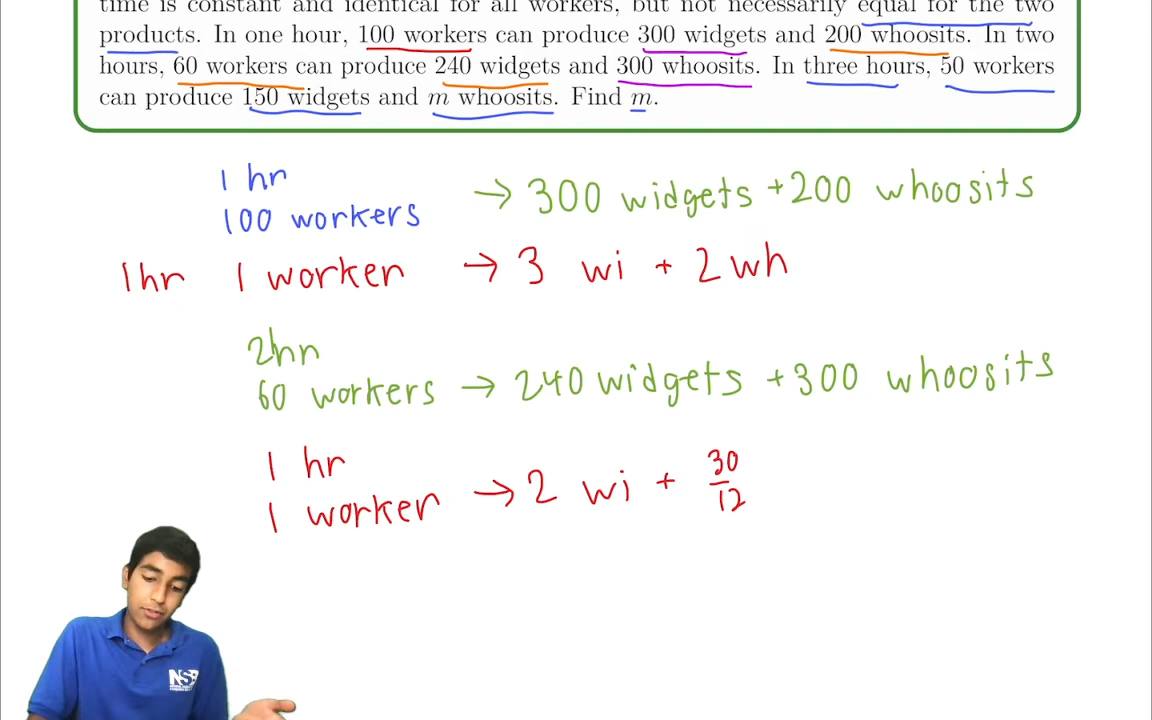 time is constant and identical for all workers, but not necessarily equal for the two
products. In one hour, 100 workers can produce 300 widgets and 200 whoosits. In two
hours, 60 workers can produce 240 widgets and 300 whoosits. In three hours, 50 workers
can produce 150 widgets and m whoosits. Find m.
1 hr
100 workers → 300 widgets + 200 whoosits
1hr 1 worker → 3 wi + 2 wh
2hr
60 workers → 240 widgets + 300 whoosits
1 hr
1 worker → 2 wi + 30/12